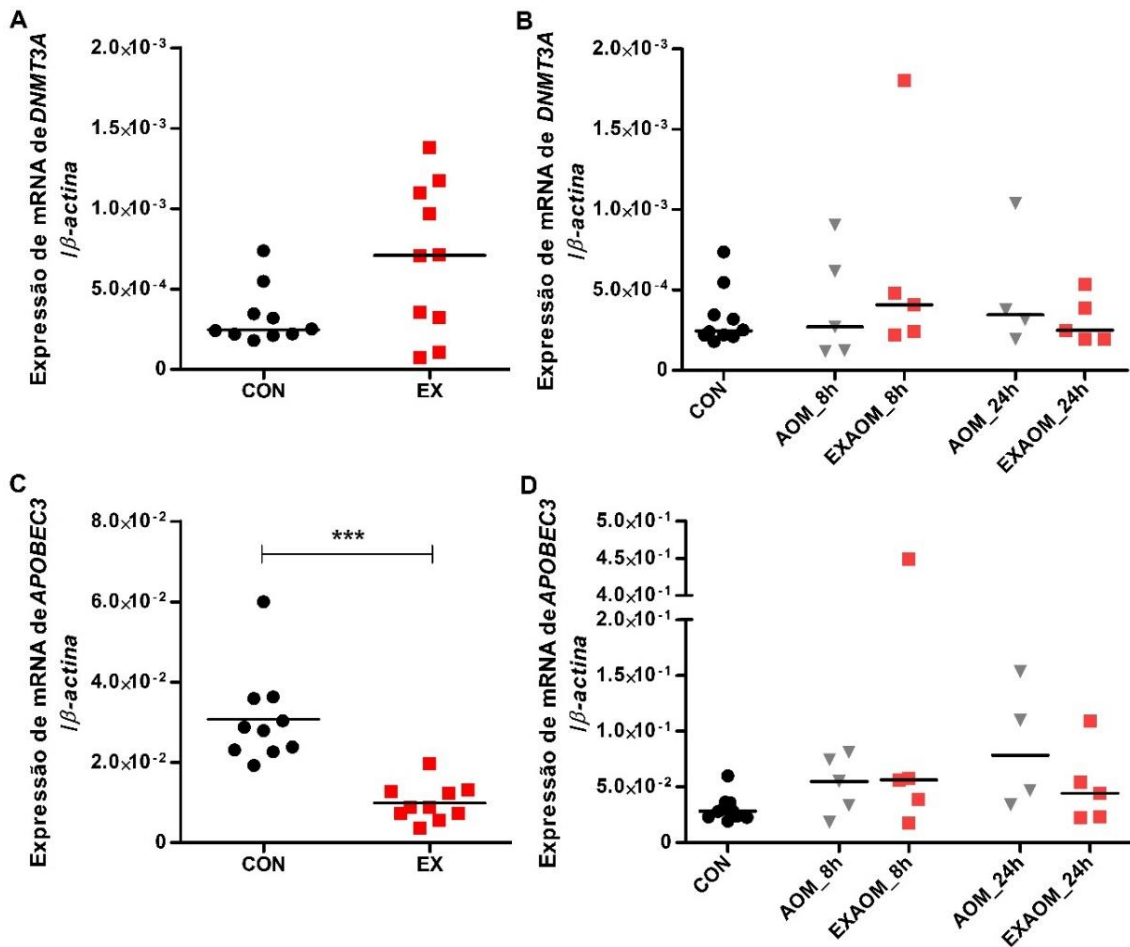 A
Expressão de mRNA de DNMT3A
/β-actina
2.0×10⁻³
1.5×10⁻³
1.0×10⁻³
5.0×10⁻⁴
0
CON
EX
B
Expressão de mRNA de DNMT3A
/β-actina
2.0×10⁻³
1.5×10⁻³
1.0×10⁻³
5.0×10⁻⁴
0
CON
AOM_8h
EXAOM_8h
AOM_24h
EXAOM_24h
C
Expressão de mRNA de APOBEC3
/β-actina
8.0×10⁻²
6.0×10⁻²
4.0×10⁻²
2.0×10⁻²
0
***
CON
EX
D
Expressão de mRNA de APOBEC3
/β-actina
5.0×10⁻¹
4.5×10⁻¹
4.0×10⁻¹
2.0×10⁻¹
1.5×10⁻¹
1.0×10⁻¹
5.0×10⁻²
0
CON
AOM_8h
EXAOM_8h
AOM_24h
EXAOM_24h